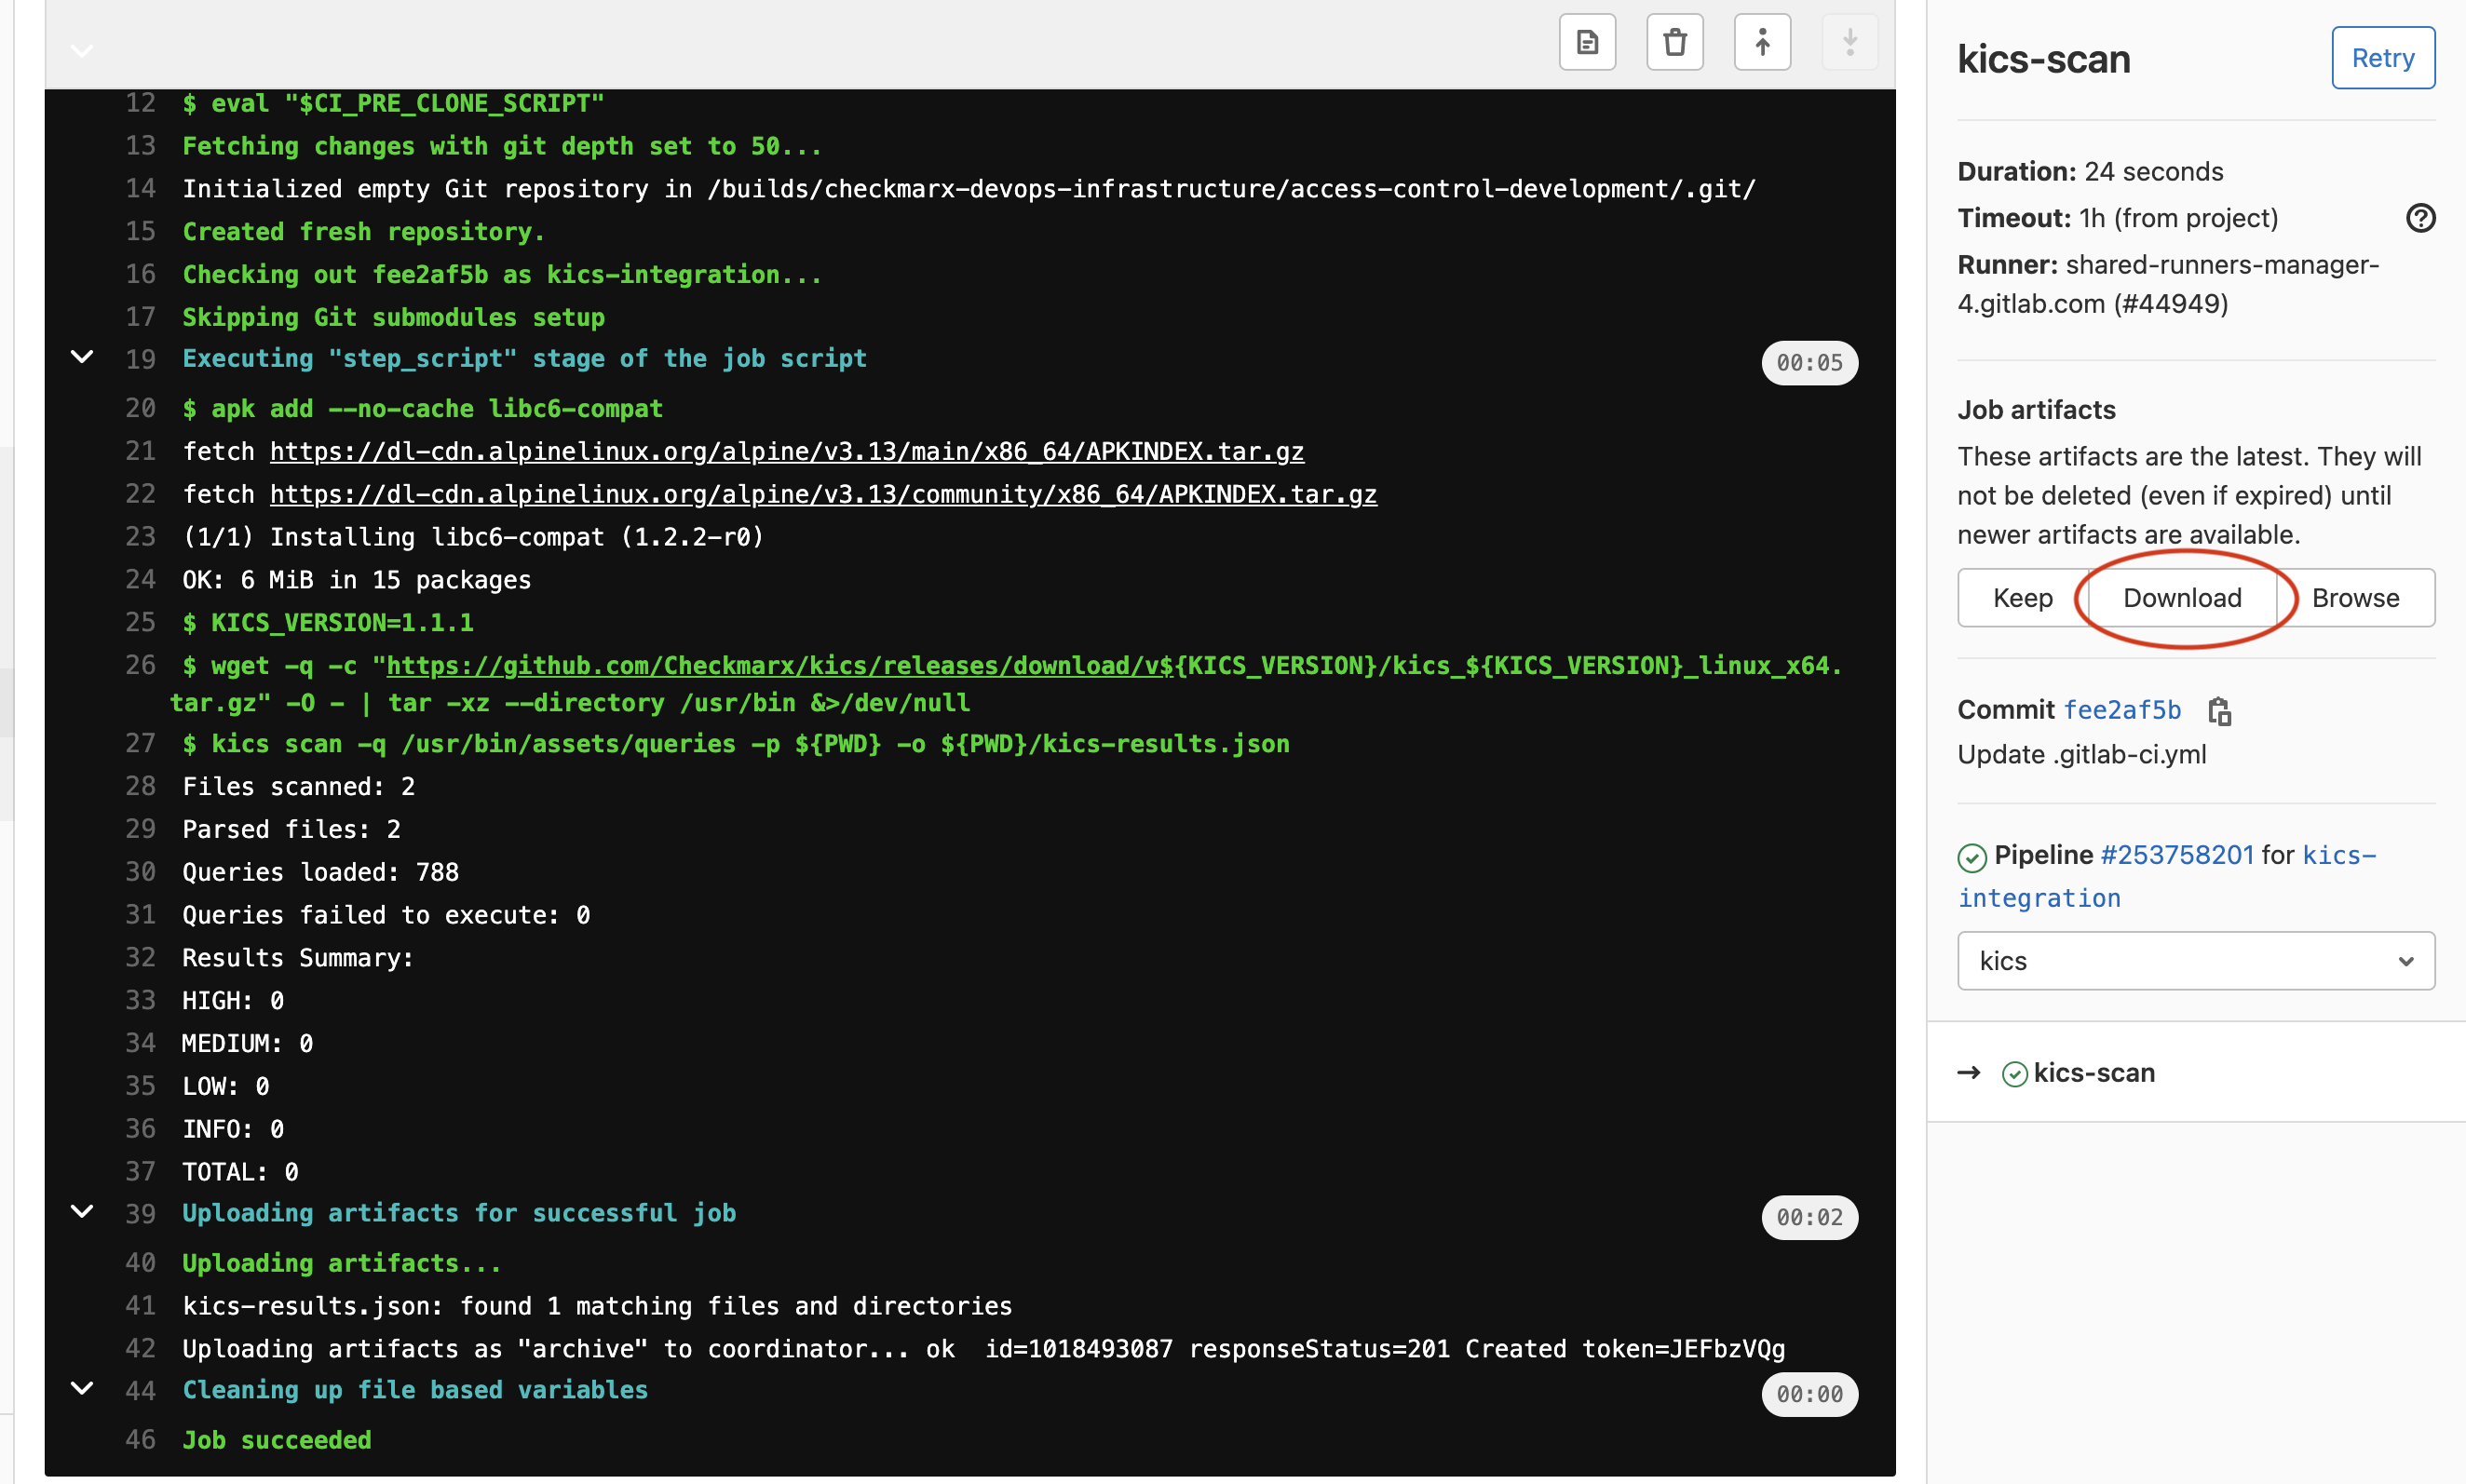 12 $ eval "$CI_PRE_CLONE_SCRIPT"
13 Fetching changes with git depth set to 50...
14 Initialized empty Git repository in /builds/checkmarx-devops-infrastructure/access-control-development/.git/
15 Created fresh repository.
16 Checking out fee2af5b as kics-integration...
17 Skipping Git submodules setup
19 Executing "step_script" stage of the job script 00:05
20 $ apk add --no-cache libc6-compat
21 fetch https://dl-cdn.alpinelinux.org/alpine/v3.13/main/x86_64/APKINDEX.tar.gz
22 fetch https://dl-cdn.alpinelinux.org/alpine/v3.13/community/x86_64/APKINDEX.tar.gz
23 (1/1) Installing libc6-compat (1.2.2-r0)
24 OK: 6 MiB in 15 packages
25 $ KICS_VERSION=1.1.1
26 $ wget -q -c "https://github.com/Checkmarx/kics/releases/download/v${KICS_VERSION}/kics_${KICS_VERSION}_linux_x64.
tar.gz" -O - | tar -xz --directory /usr/bin &>/dev/null
27 $ kics scan -q /usr/bin/assets/queries -p ${PWD} -o ${PWD}/kics-results.json
28 Files scanned: 2
29 Parsed files: 2
30 Queries loaded: 788
31 Queries failed to execute: 0
32 Results Summary:
33 HIGH: 0
34 MEDIUM: 0
35 LOW: 0
36 INFO: 0
37 TOTAL: 0
39 Uploading artifacts for successful job 00:02
40 Uploading artifacts...
41 kics-results.json: found 1 matching files and directories
42 Uploading artifacts as "archive" to coordinator... ok  id=1018493087 responseStatus=201 Created token=JEFbzVQg
44 Cleaning up file based variables 00:00
46 Job succeeded
kics-scan Retry
Duration: 24 seconds
Timeout: 1h (from project)
Runner: shared-runners-manager-
4.gitlab.com (#44949)
Job artifacts
These artifacts are the latest. They will
not be deleted (even if expired) until
newer artifacts are available.
Keep Download Browse
Commit fee2af5b
Update .gitlab-ci.yml
Pipeline #253758201 for kics-
integration
kics
→ kics-scan